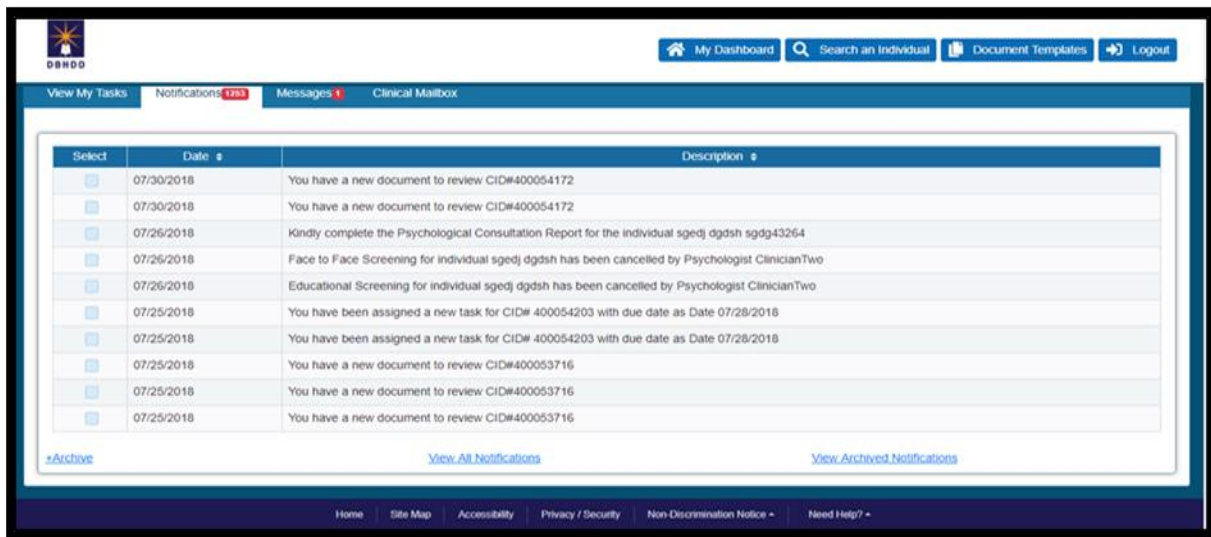 DBHDD
My Dashboard Search an Individual Document Templates Logout
View My Tasks Notifications 1253 Messages 1 Clinical Mailbox
Select Date Description
07/30/2018 You have a new document to review CID#400054172
07/30/2018 You have a new document to review CID#400054172
07/26/2018 Kindly complete the Psychological Consultation Report for the individual sgedj dgdsh sgdg43264
07/26/2018 Face to Face Screening for individual sgedj dgdsh has been cancelled by Psychologist ClinicianTwo
07/26/2018 Educational Screening for individual sgedj dgdsh has been cancelled by Psychologist ClinicianTwo
07/25/2018 You have been assigned a new task for CID# 400054203 with due date as Date 07/28/2018
07/25/2018 You have been assigned a new task for CID# 400054203 with due date as Date 07/28/2018
07/25/2018 You have a new document to review CID#400053716
07/25/2018 You have a new document to review CID#400053716
07/25/2018 You have a new document to review CID#400053716
+Archive View All Notifications View Archived Notifications
Home Site Map Accessibility Privacy / Security Non-Discrimination Notice Need Help?